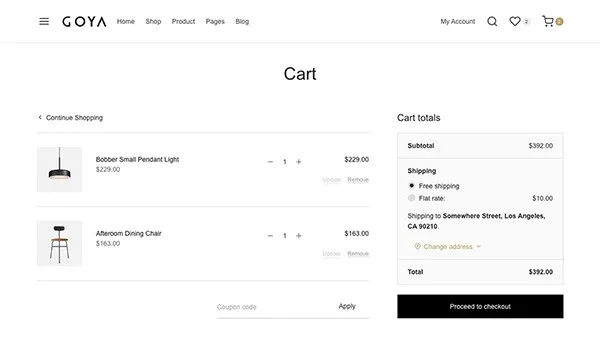 GOYA Home Shop Product Pages Blog My Account 2 2
Cart
Continue Shopping
Bobber Small Pendant Light
$229.00
1
$229.00
Update Remove
Afteroom Dining Chair
$163.00
1
$163.00
Update Remove
Coupon code Apply
Cart totals
Subtotal $392.00
Shipping
Free shipping
Flat rate: $10.00
Shipping to Somewhere Street, Los Angeles,
CA 90210.
Change address
Total $392.00
Proceed to checkout